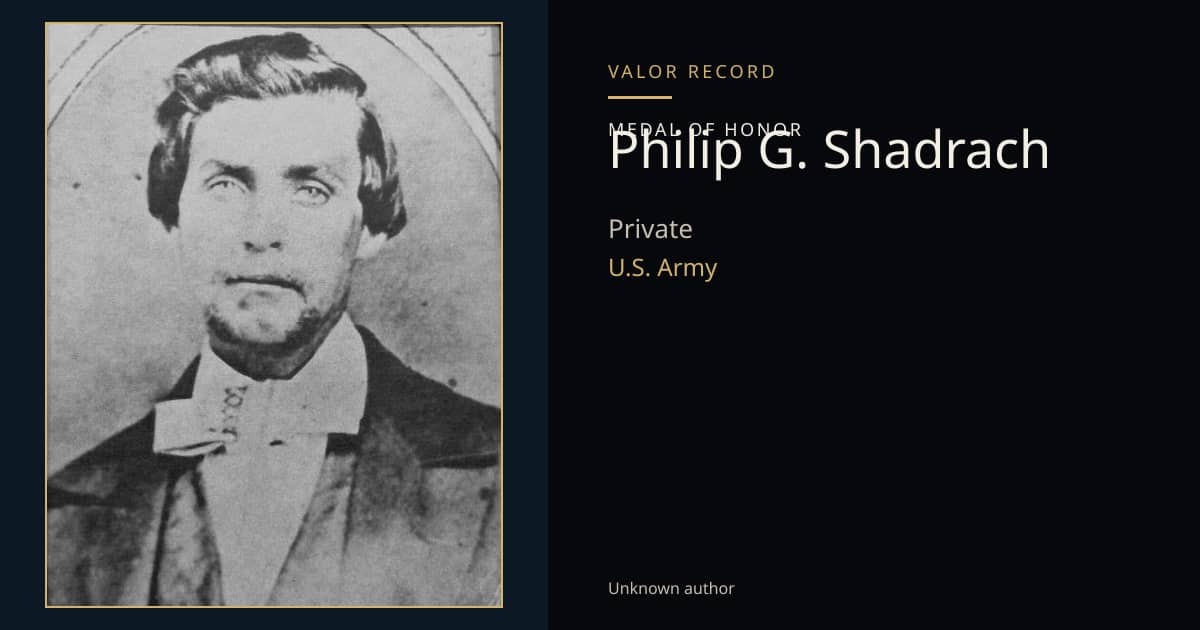 VALOR RECORD
MEDAL OF HONOR
Philip G. Shadrach
Private
U.S. Army
Unknown author